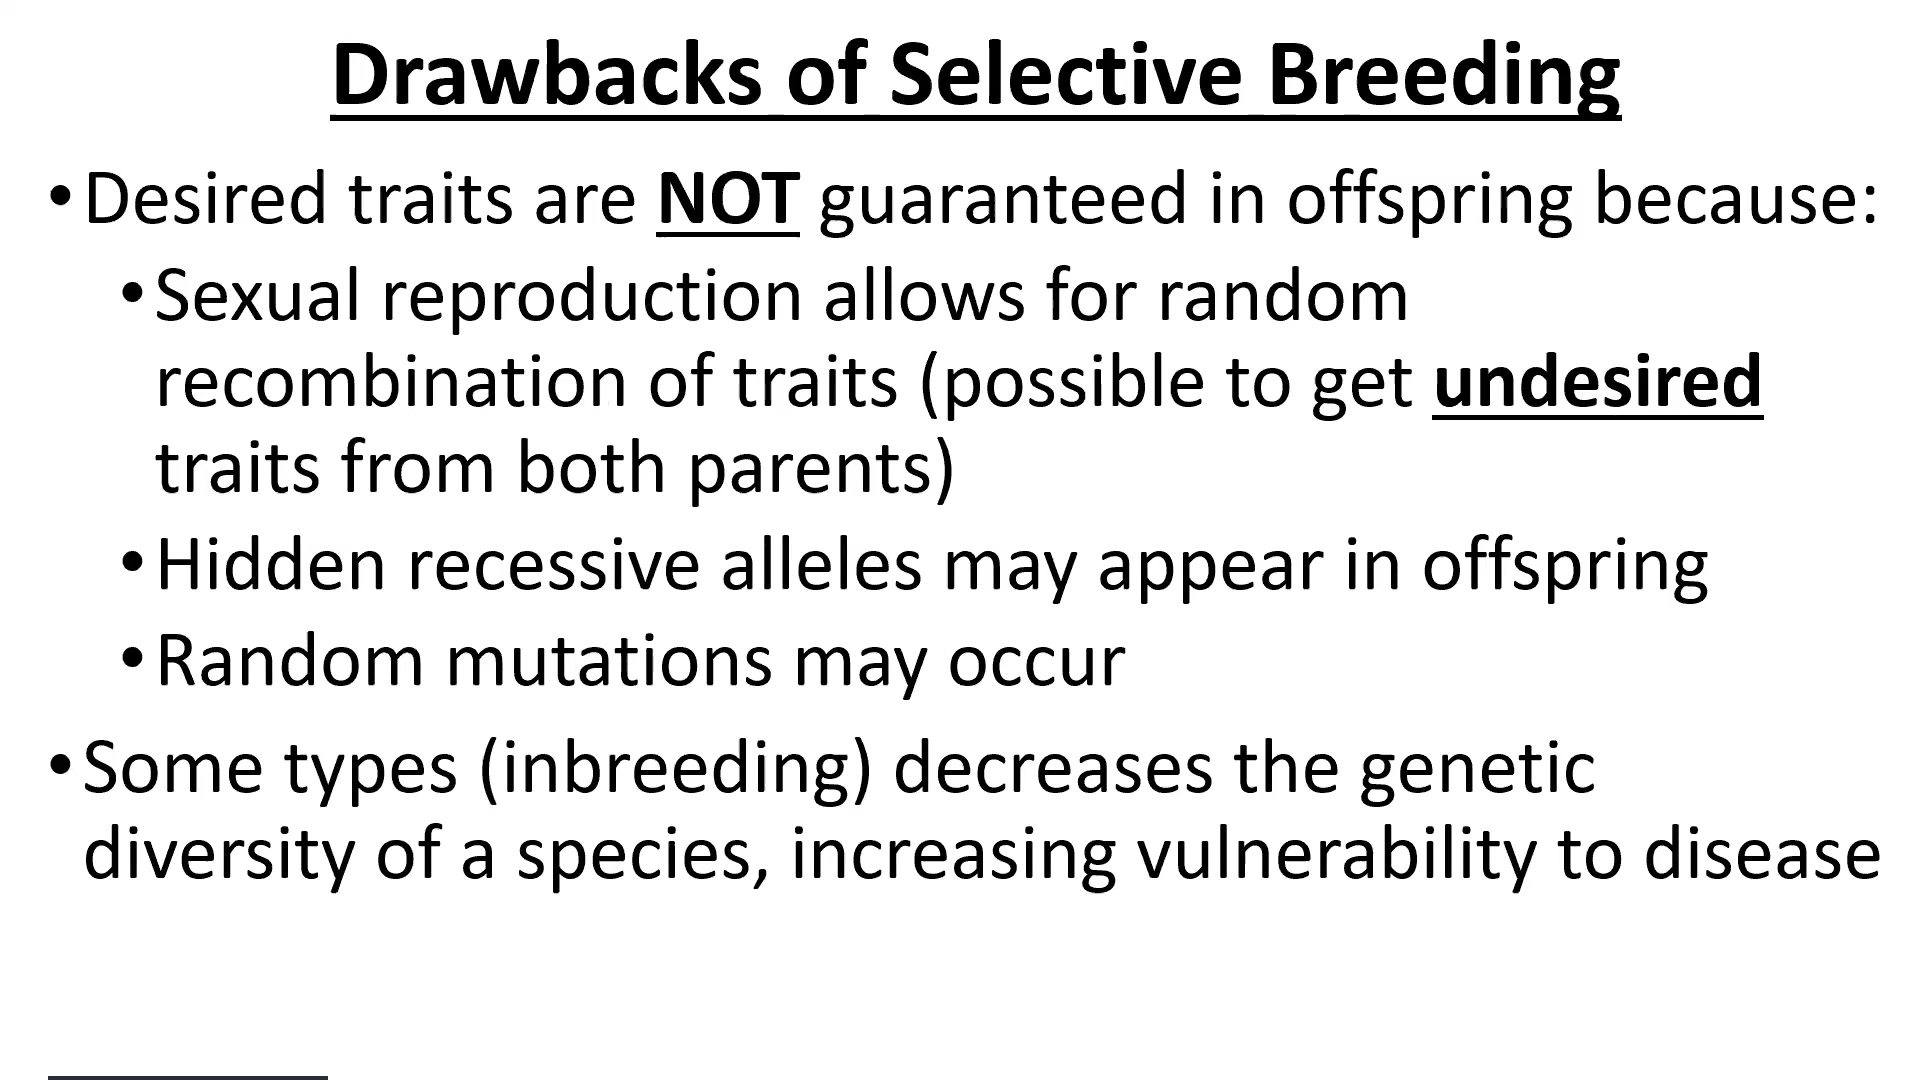 Drawbacks of Selective Breeding
•Desired traits are NOT guaranteed in offspring because:
•Sexual reproduction allows for random
recombination of traits (possible to get undesired
traits from both parents)
•Hidden recessive alleles may appear in offspring
•Random mutations may occur
•Some types (inbreeding) decreases the genetic
diversity of a species, increasing vulnerability to disease